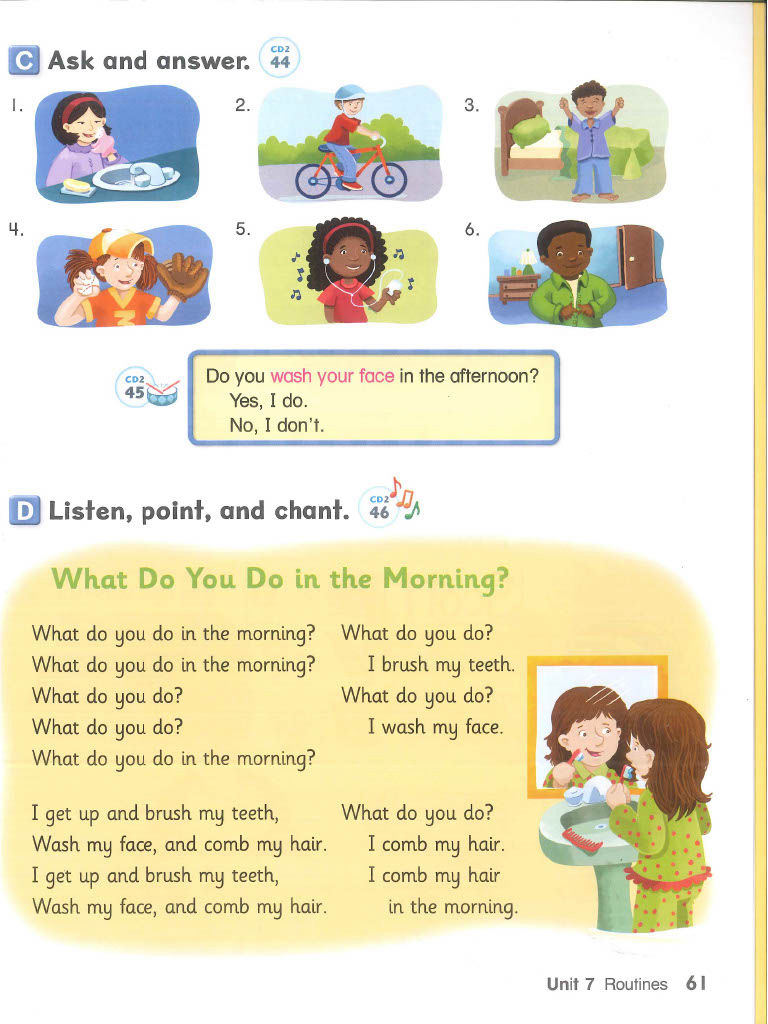 C Ask and answer. CD2 44
1.
2.
3.
4.
5.
6.
CD2 45
Do you wash your face in the afternoon?
Yes, I do.
No, I don't.
D Listen, point, and chant. CD2 46
What Do You Do in the Morning?
What do you do in the morning?
What do you do in the morning?
What do you do?
What do you do?
What do you do in the morning?
I get up and brush my teeth,
Wash my face, and comb my hair.
I get up and brush my teeth,
Wash my face, and comb my hair.
What do you do?
I brush my teeth.
What do you do?
I wash my face.
What do you do?
I comb my hair.
I comb my hair
in the morning.
Unit 7 Routines 61